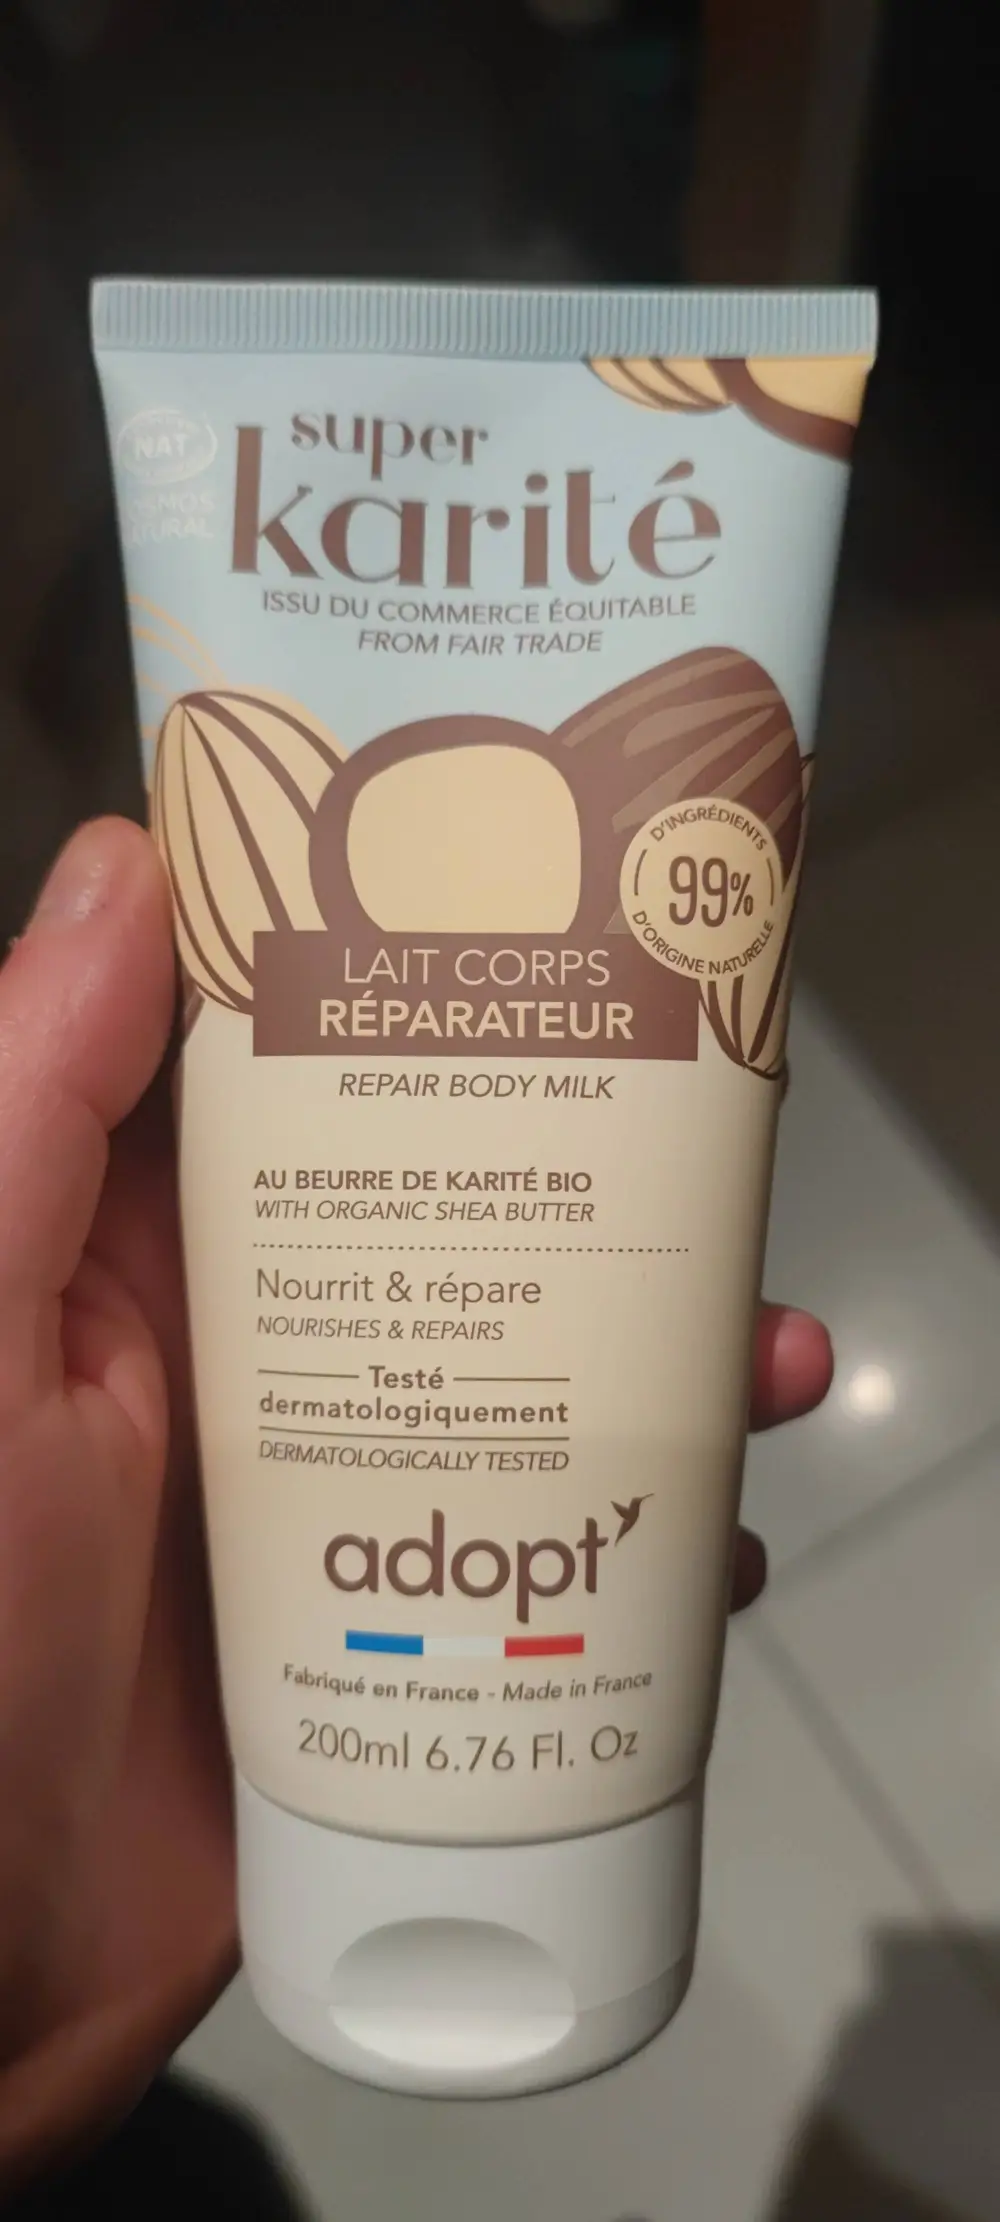 super
karité
ISSU DU COMMERCE ÉQUITABLE
FROM FAIR TRADE
NAT
D'INGRÉDIENTS
99%
D'ORIGINE NATURELLE
LAIT CORPS
RÉPARATEUR
REPAIR BODY MILK
AU BEURRE DE KARITÉ BIO
WITH ORGANIC SHEA BUTTER
Nourrit & répare
NOURISHES & REPAIRS
Testé
dermatologiquement
DERMATOLOGICALLY TESTED
adopt
Fabriqué en France - Made in France
200ml 6.76 Fl. Oz